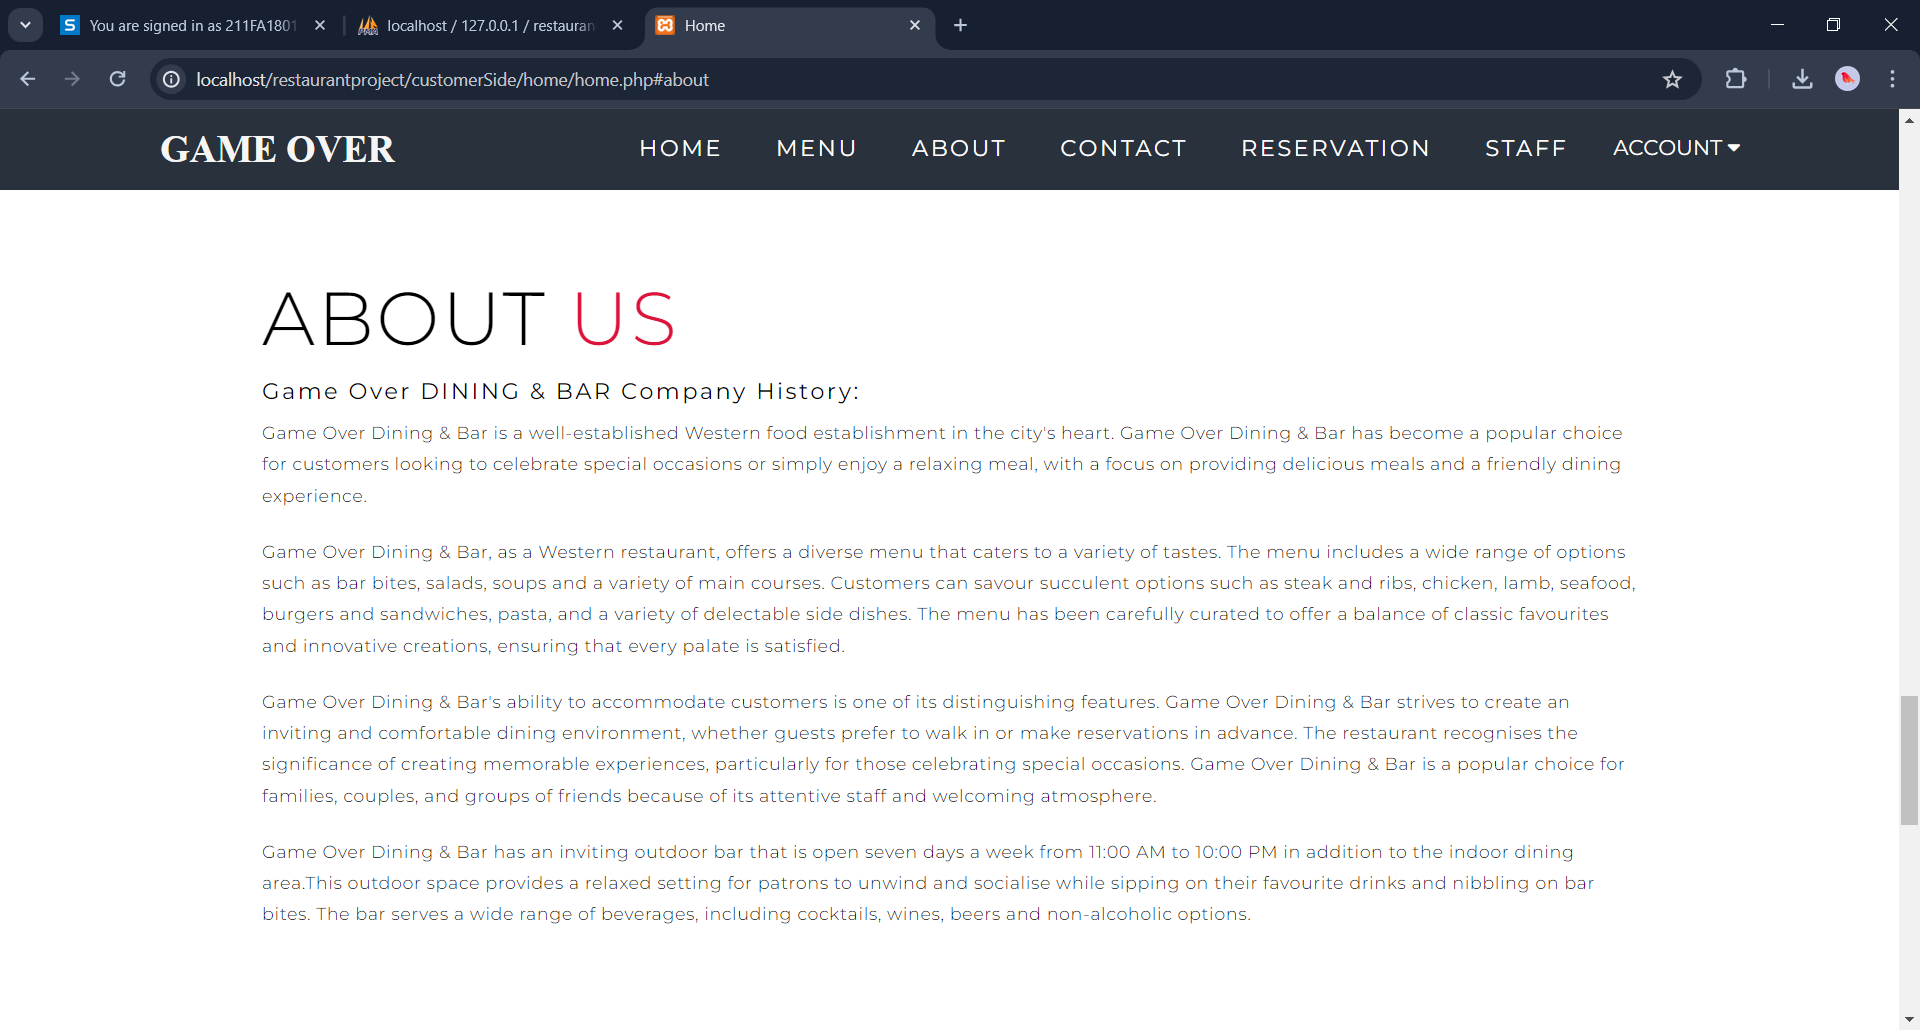 You are signed in as 211FA1801
localhost / 127.0.0.1 / restauran
Home
localhost/restaurantproject/customerSide/home/home.php#about
GAME OVER
HOME MENU ABOUT CONTACT RESERVATION STAFF ACCOUNT
ABOUT US
Game Over DINING & BAR Company History:
Game Over Dining & Bar is a well-established Western food establishment in the city's heart. Game Over Dining & Bar has become a popular choice
for customers looking to celebrate special occasions or simply enjoy a relaxing meal, with a focus on providing delicious meals and a friendly dining
experience.
Game Over Dining & Bar, as a Western restaurant, offers a diverse menu that caters to a variety of tastes. The menu includes a wide range of options
such as bar bites, salads, soups and a variety of main courses. Customers can savour succulent options such as steak and ribs, chicken, lamb, seafood,
burgers and sandwiches, pasta, and a variety of delectable side dishes. The menu has been carefully curated to offer a balance of classic favourites
and innovative creations, ensuring that every palate is satisfied.
Game Over Dining & Bar's ability to accommodate customers is one of its distinguishing features. Game Over Dining & Bar strives to create an
inviting and comfortable dining environment, whether guests prefer to walk in or make reservations in advance. The restaurant recognises the
significance of creating memorable experiences, particularly for those celebrating special occasions. Game Over Dining & Bar is a popular choice for
families, couples, and groups of friends because of its attentive staff and welcoming atmosphere.
Game Over Dining & Bar has an inviting outdoor bar that is open seven days a week from 11:00 AM to 10:00 PM in addition to the indoor dining
area.This outdoor space provides a relaxed setting for patrons to unwind and socialise while sipping on their favourite drinks and nibbling on bar
bites. The bar serves a wide range of beverages, including cocktails, wines, beers and non-alcoholic options.